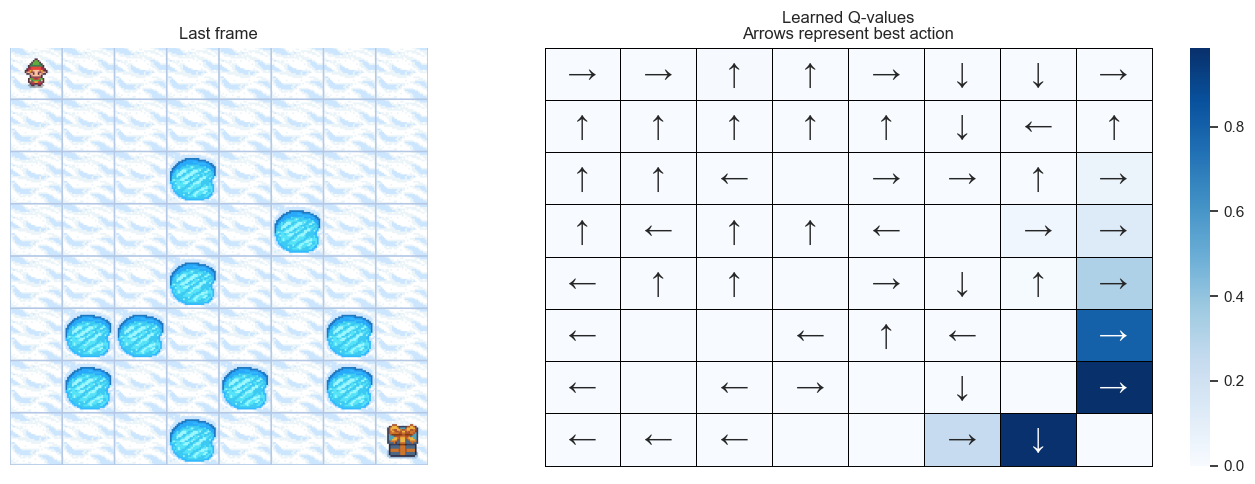 Last frame
Learned Q-values
Arrows represent best action
→ → ↑ ↑ → ↓ ↓ →
↑ ↑ ↑ ↑ ↑ ↓ ← ↑
↑ ↑ ← → → ↑ →
↑ ← ↑ ↑ ← → →
← ↑ ↑ → ↓ ↑ →
← ← ↑ ← →
← ← → ↓ →
← ← ← → ↓
0.8
0.6
0.4
0.2
0.0